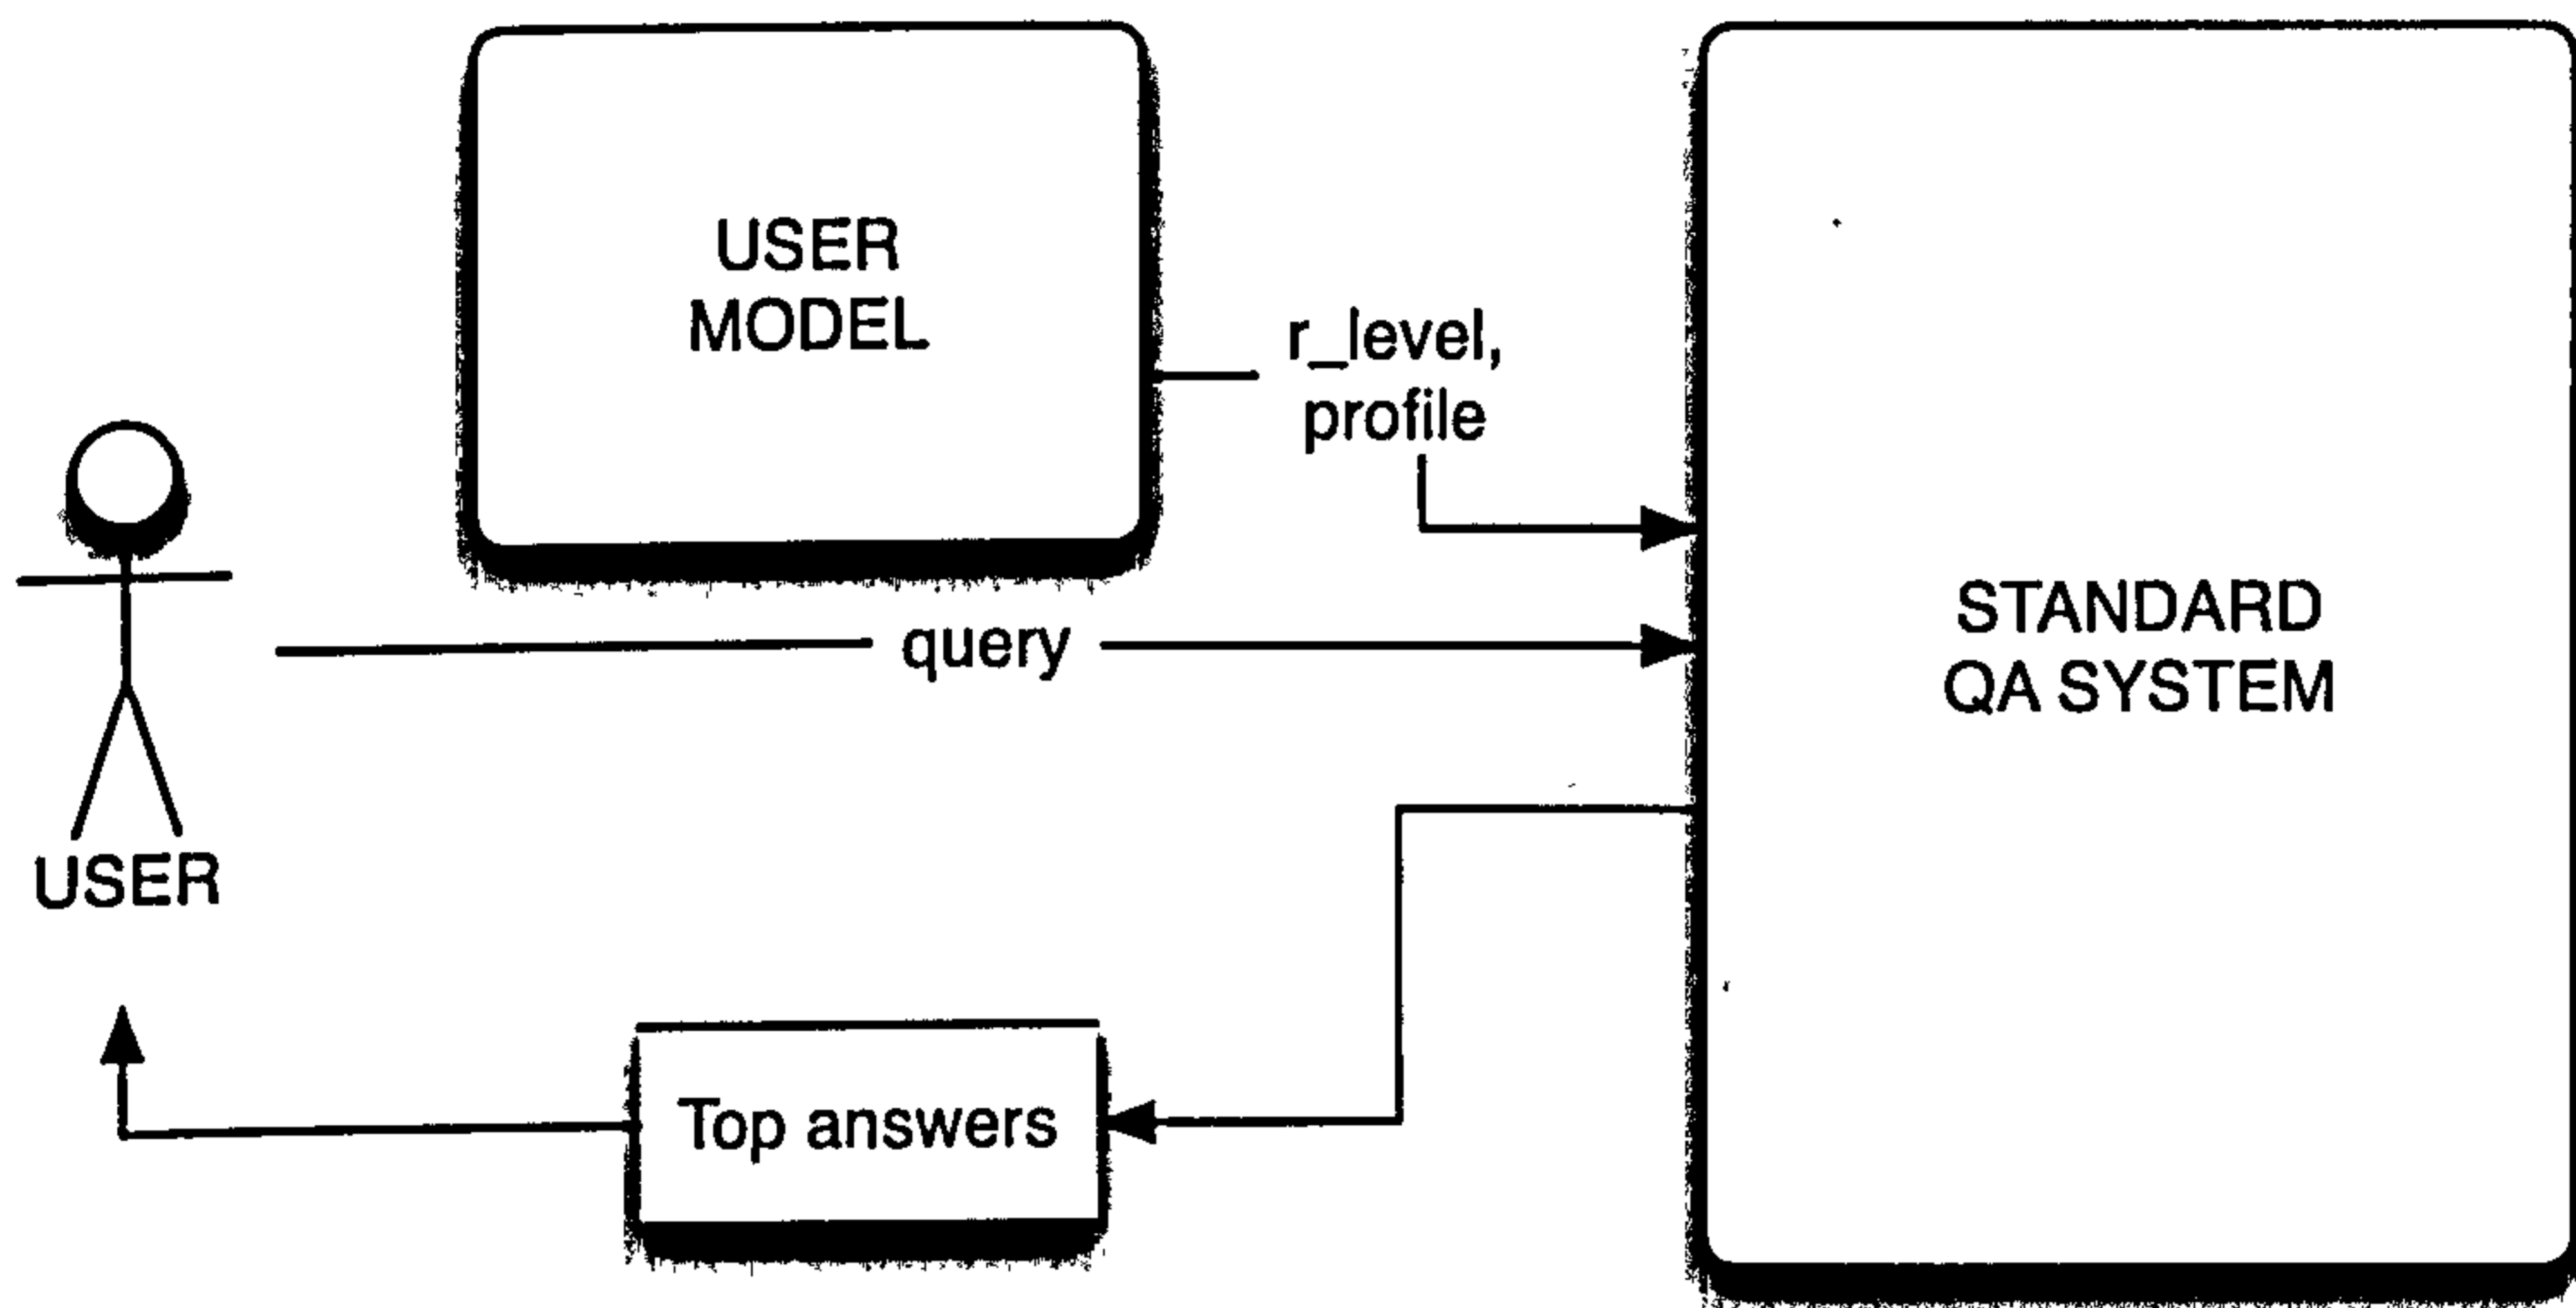 USER
MODEL
r_level,
profile
query
STANDARD
QA SYSTEM
USER
Top answers